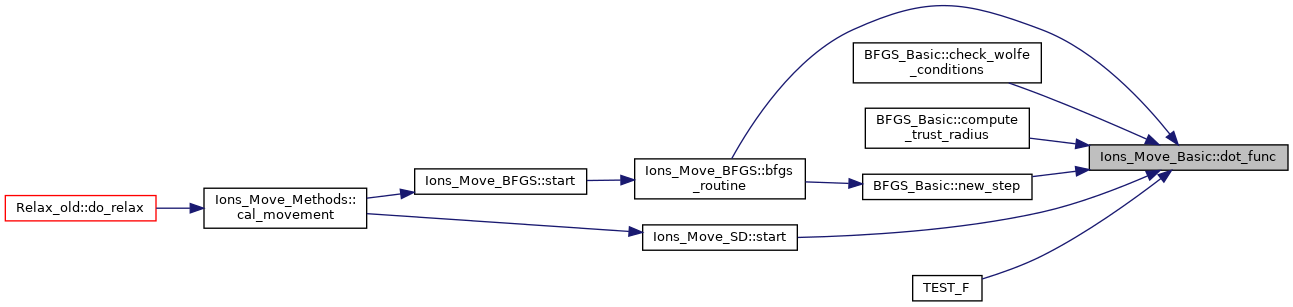 BFGS_Basic::check_wolfe
_conditions
BFGS_Basic::compute
_trust_radius
Ions_Move_Basic::dot_func
Ions_Move_BFGS::bfgs
_routine
Ions_Move_BFGS::start
BFGS_Basic::new_step
Ions_Move_Methods::
cal_movement
Relax_old::do_relax
Ions_Move_SD::start
TEST_F